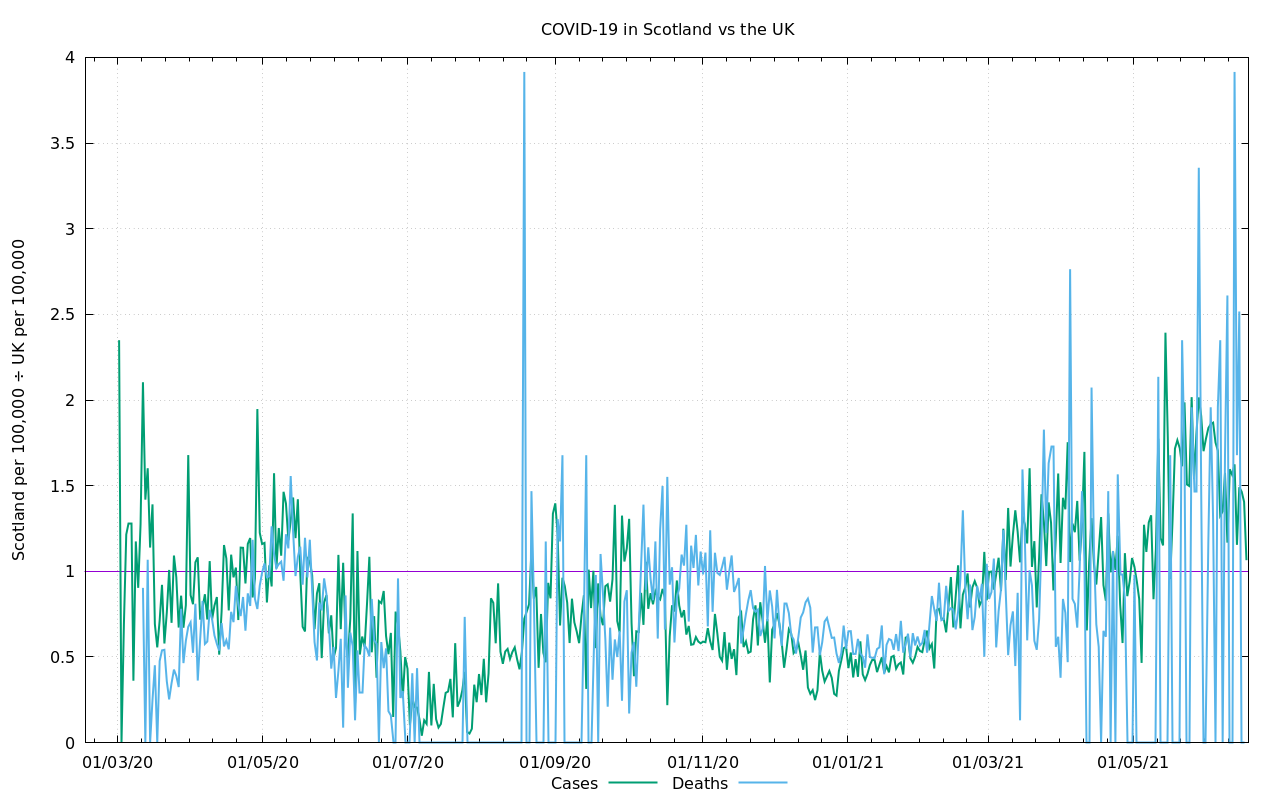 COVID-19 in Scotland vs the UK
Scotland per 100,000 ÷ UK per 100,000
4
3.5
3
2.5
2
1.5
1
0.5
0
01/03/20 01/05/20 01/07/20 01/09/20 01/11/20 01/01/21 01/03/21 01/05/21
Cases Deaths